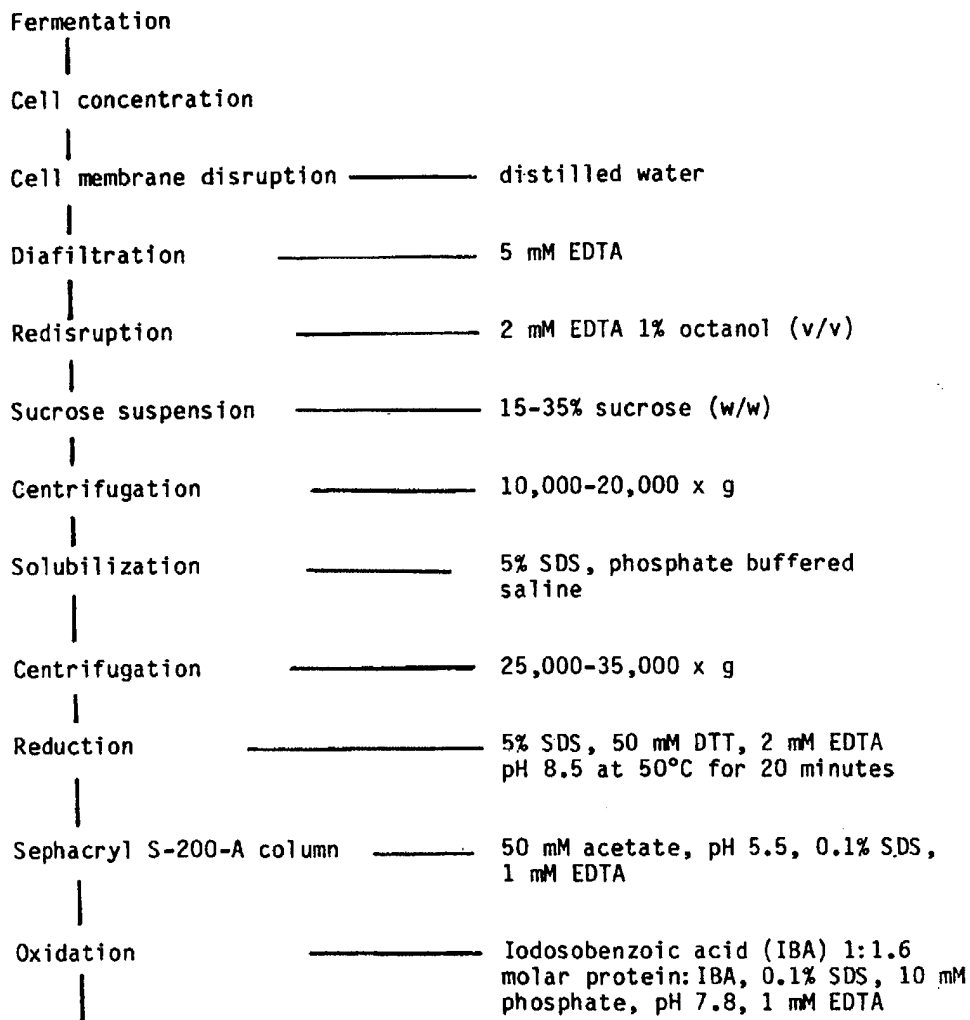 Fermentation
Cell concentration
Cell membrane disruption distilled water
Diafiltration 5 mM EDTA
Redisruption 2 mM EDTA 1% octanol (v/v)
Sucrose suspension 15-35% sucrose (w/w)
Centrifugation 10,000-20,000 x g
Solubilization 5% SDS, phosphate buffered
saline
Centrifugation 25,000-35,000 x g
Reduction 5% SDS, 50 mM DTT, 2 mM EDTA
pH 8.5 at 50°C for 20 minutes
Sephacryl S-200-A column 50 mM acetate, pH 5.5, 0.1% SDS,
1 mM EDTA
Oxidation Iodosobenzoic acid (IBA) 1:1.6
molar protein: IBA, 0.1% SDS, 10 mM
phosphate, pH 7.8, 1 mM EDTA